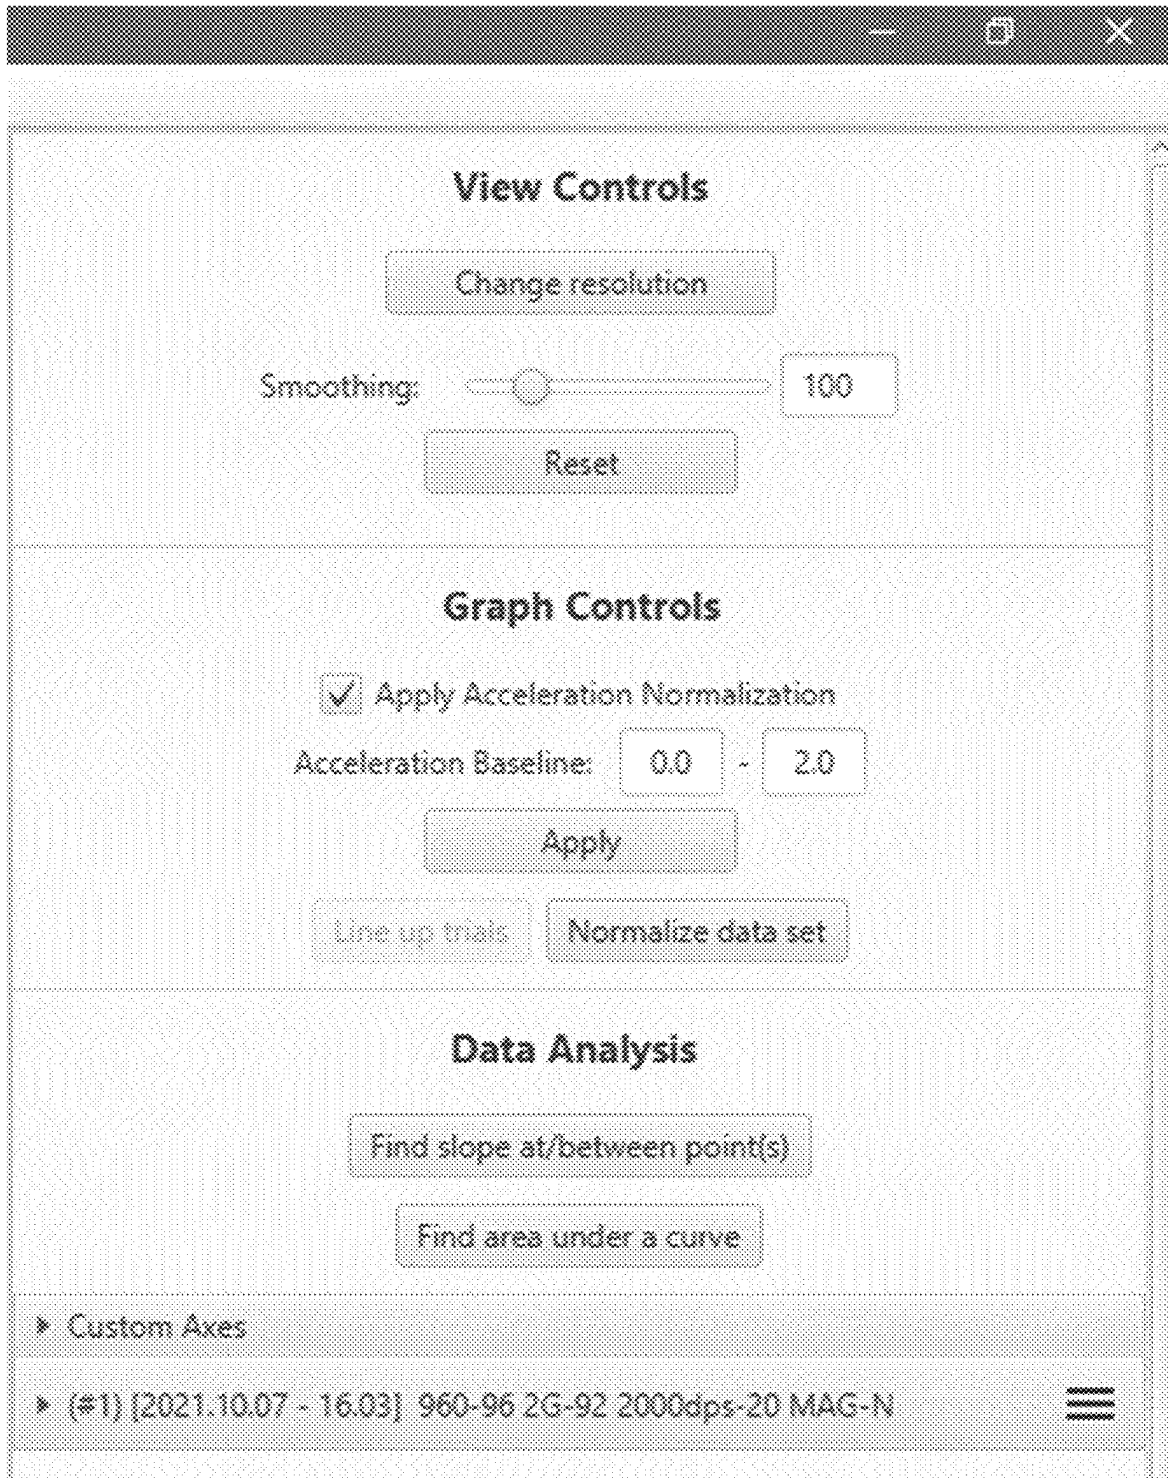 View Controls
Change resolution
Smoothing: 100
Reset
Graph Controls
Apply Acceleration Normalization
Acceleration Baseline: 0.0 - 2.0
Apply
Line up trials Normalize data set
Data Analysis
Find slope at/between point(s)
Find area under a curve
Custom Axes
(#1) [2021.10.07 - 16.03] 960-96 2G-92 2000dps-20 MAG-N